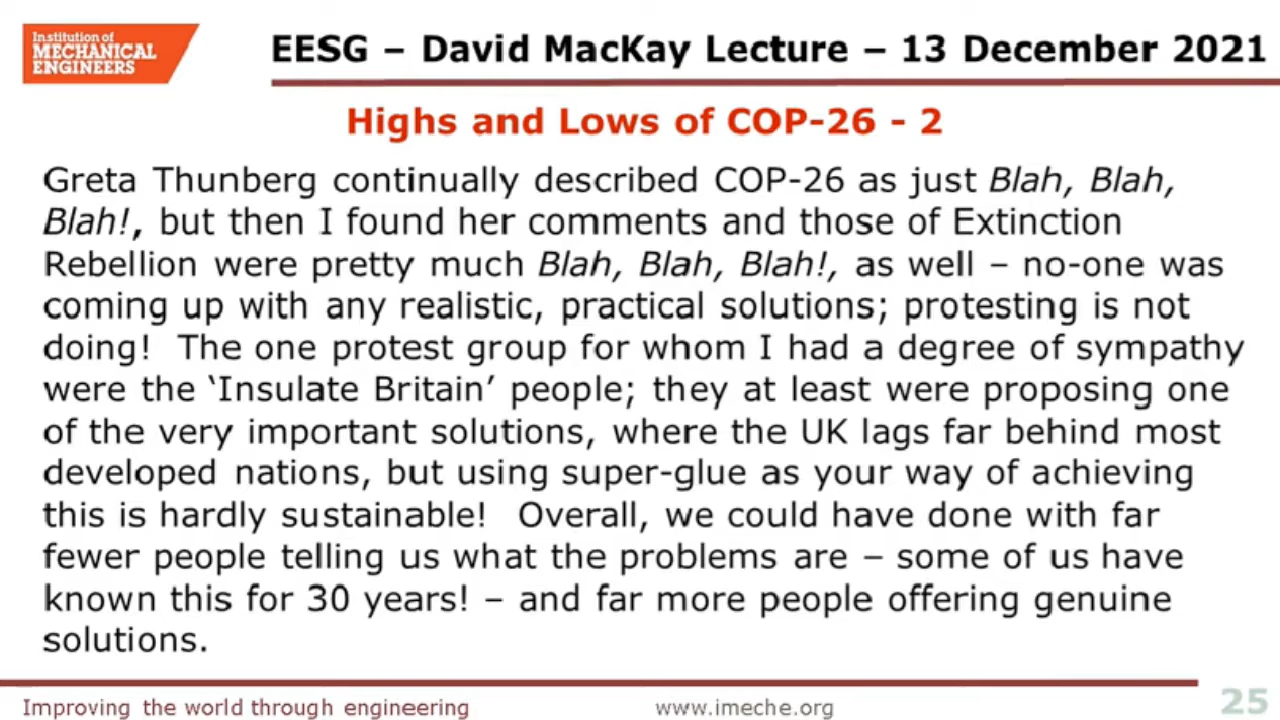 Institution of
MECHANICAL
ENGINEERS
EESG – David MacKay Lecture – 13 December 2021
Highs and Lows of COP-26 - 2
Greta Thunberg continually described COP-26 as just Blah, Blah,
Blah!, but then I found her comments and those of Extinction
Rebellion were pretty much Blah, Blah, Blah!, as well – no-one was
coming up with any realistic, practical solutions; protesting is not
doing! The one protest group for whom I had a degree of sympathy
were the ‘Insulate Britain’ people; they at least were proposing one
of the very important solutions, where the UK lags far behind most
developed nations, but using super-glue as your way of achieving
this is hardly sustainable! Overall, we could have done with far
fewer people telling us what the problems are – some of us have
known this for 30 years! – and far more people offering genuine
solutions.
Improving the world through engineering
www.imeche.org
25